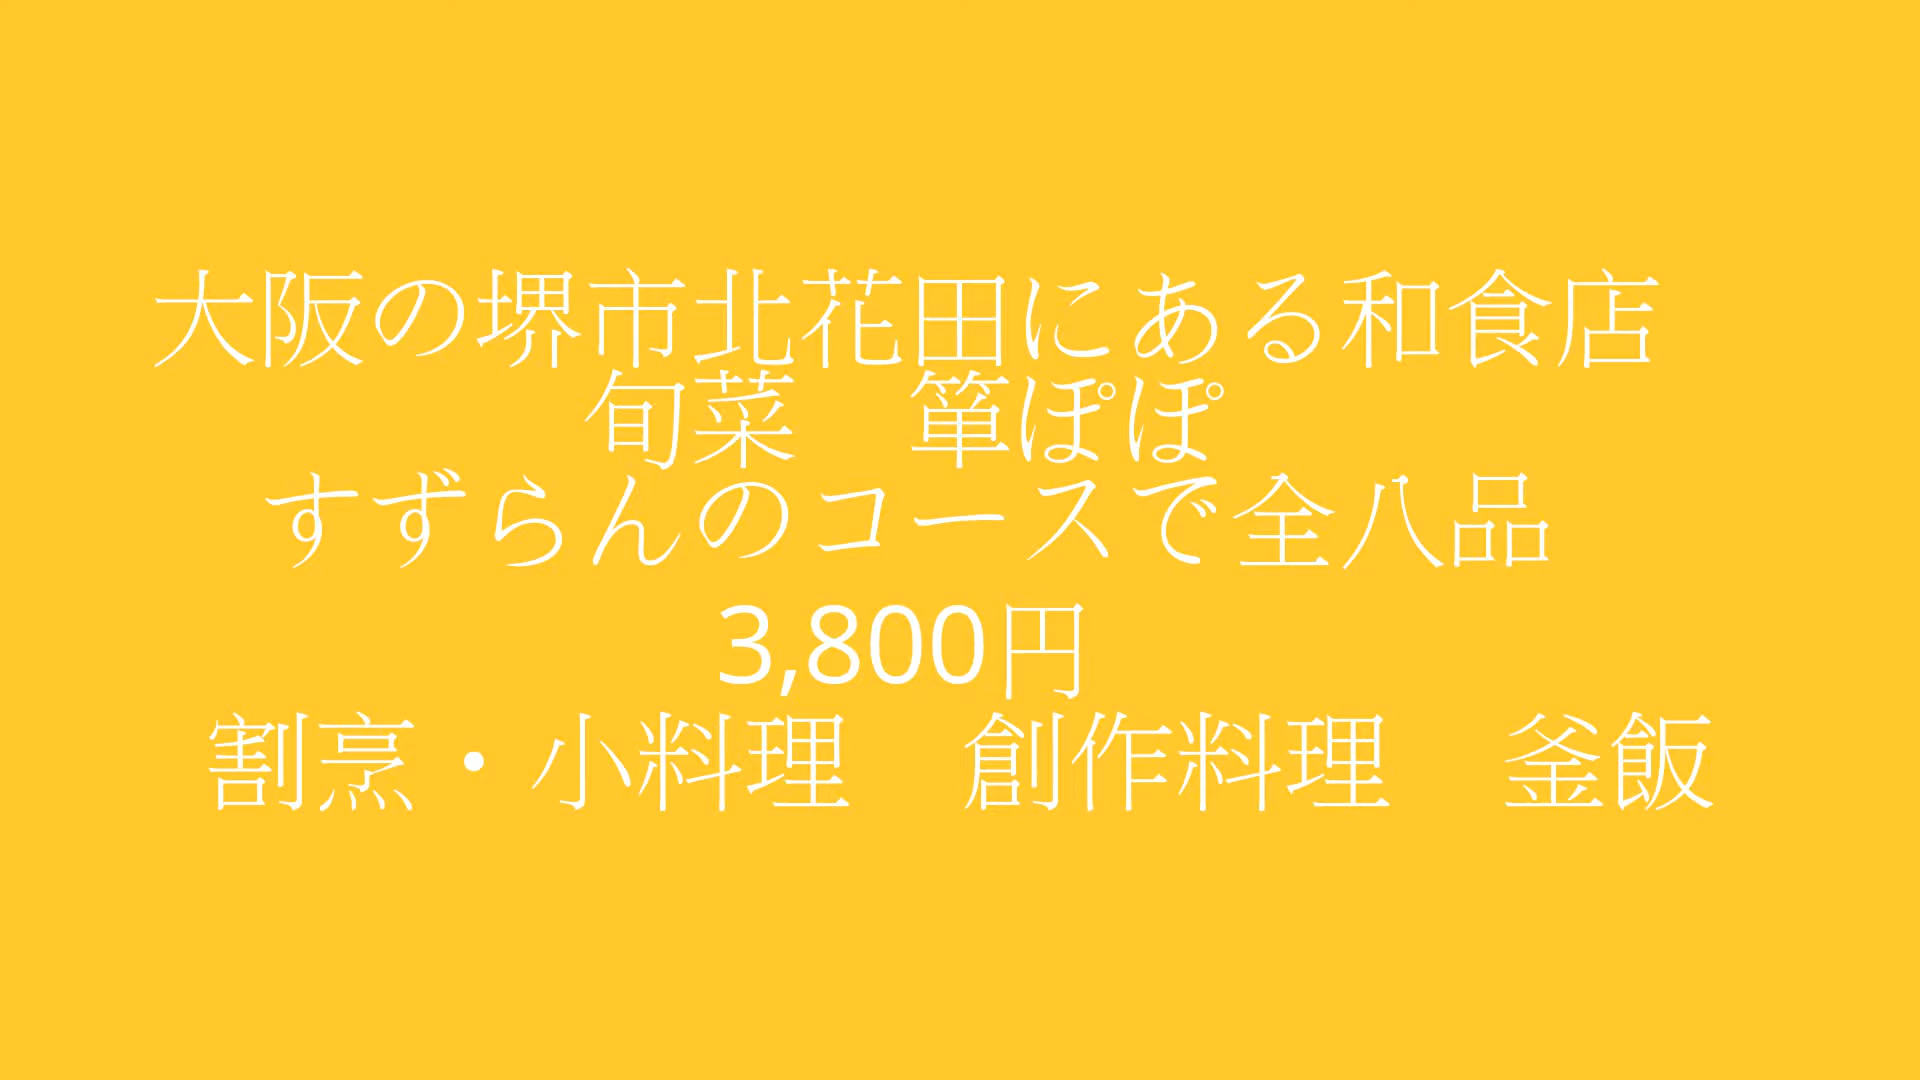 大阪の堺市北花田にある和食店
旬菜　箪ぽぽ
すずらんのコースで全八品
3,800円
割烹・小料理　創作料理　釜飯